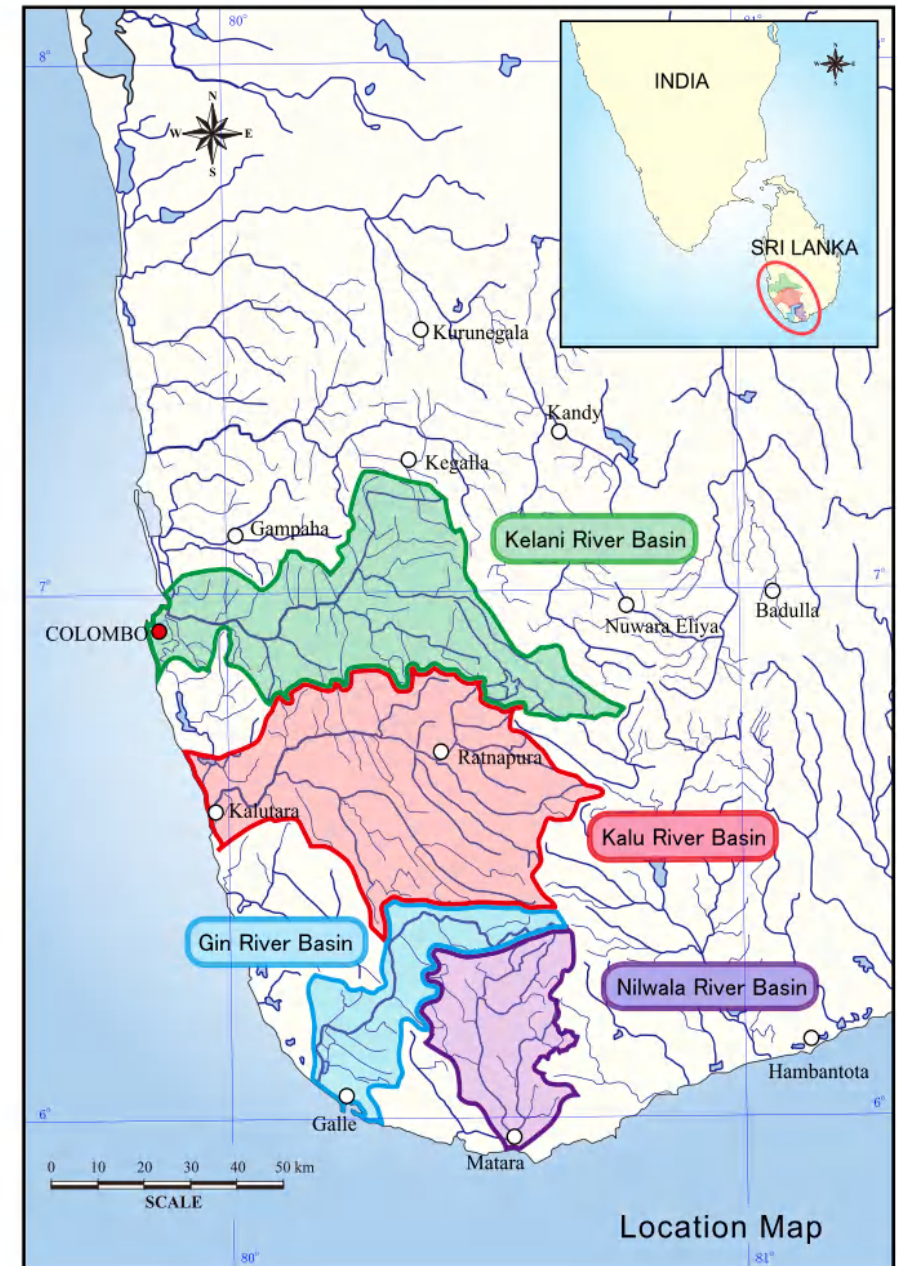 80°
8°
INDIA
N
W
E
S
N
W
E
S
SRI LANKA
Kurunegala
Kandy
Kegalla
Gampaha
Kelani River Basin
7°
7°
Badulla
Nuwara Eliya
COLOMBO
Ratnapura
Kalutara
Kalu River Basin
Gin River Basin
Nilwala River Basin
Hambantota
6°
6°
Galle
Matara
0 10 20 30 40 50 km
SCALE
Location Map
80°
81°